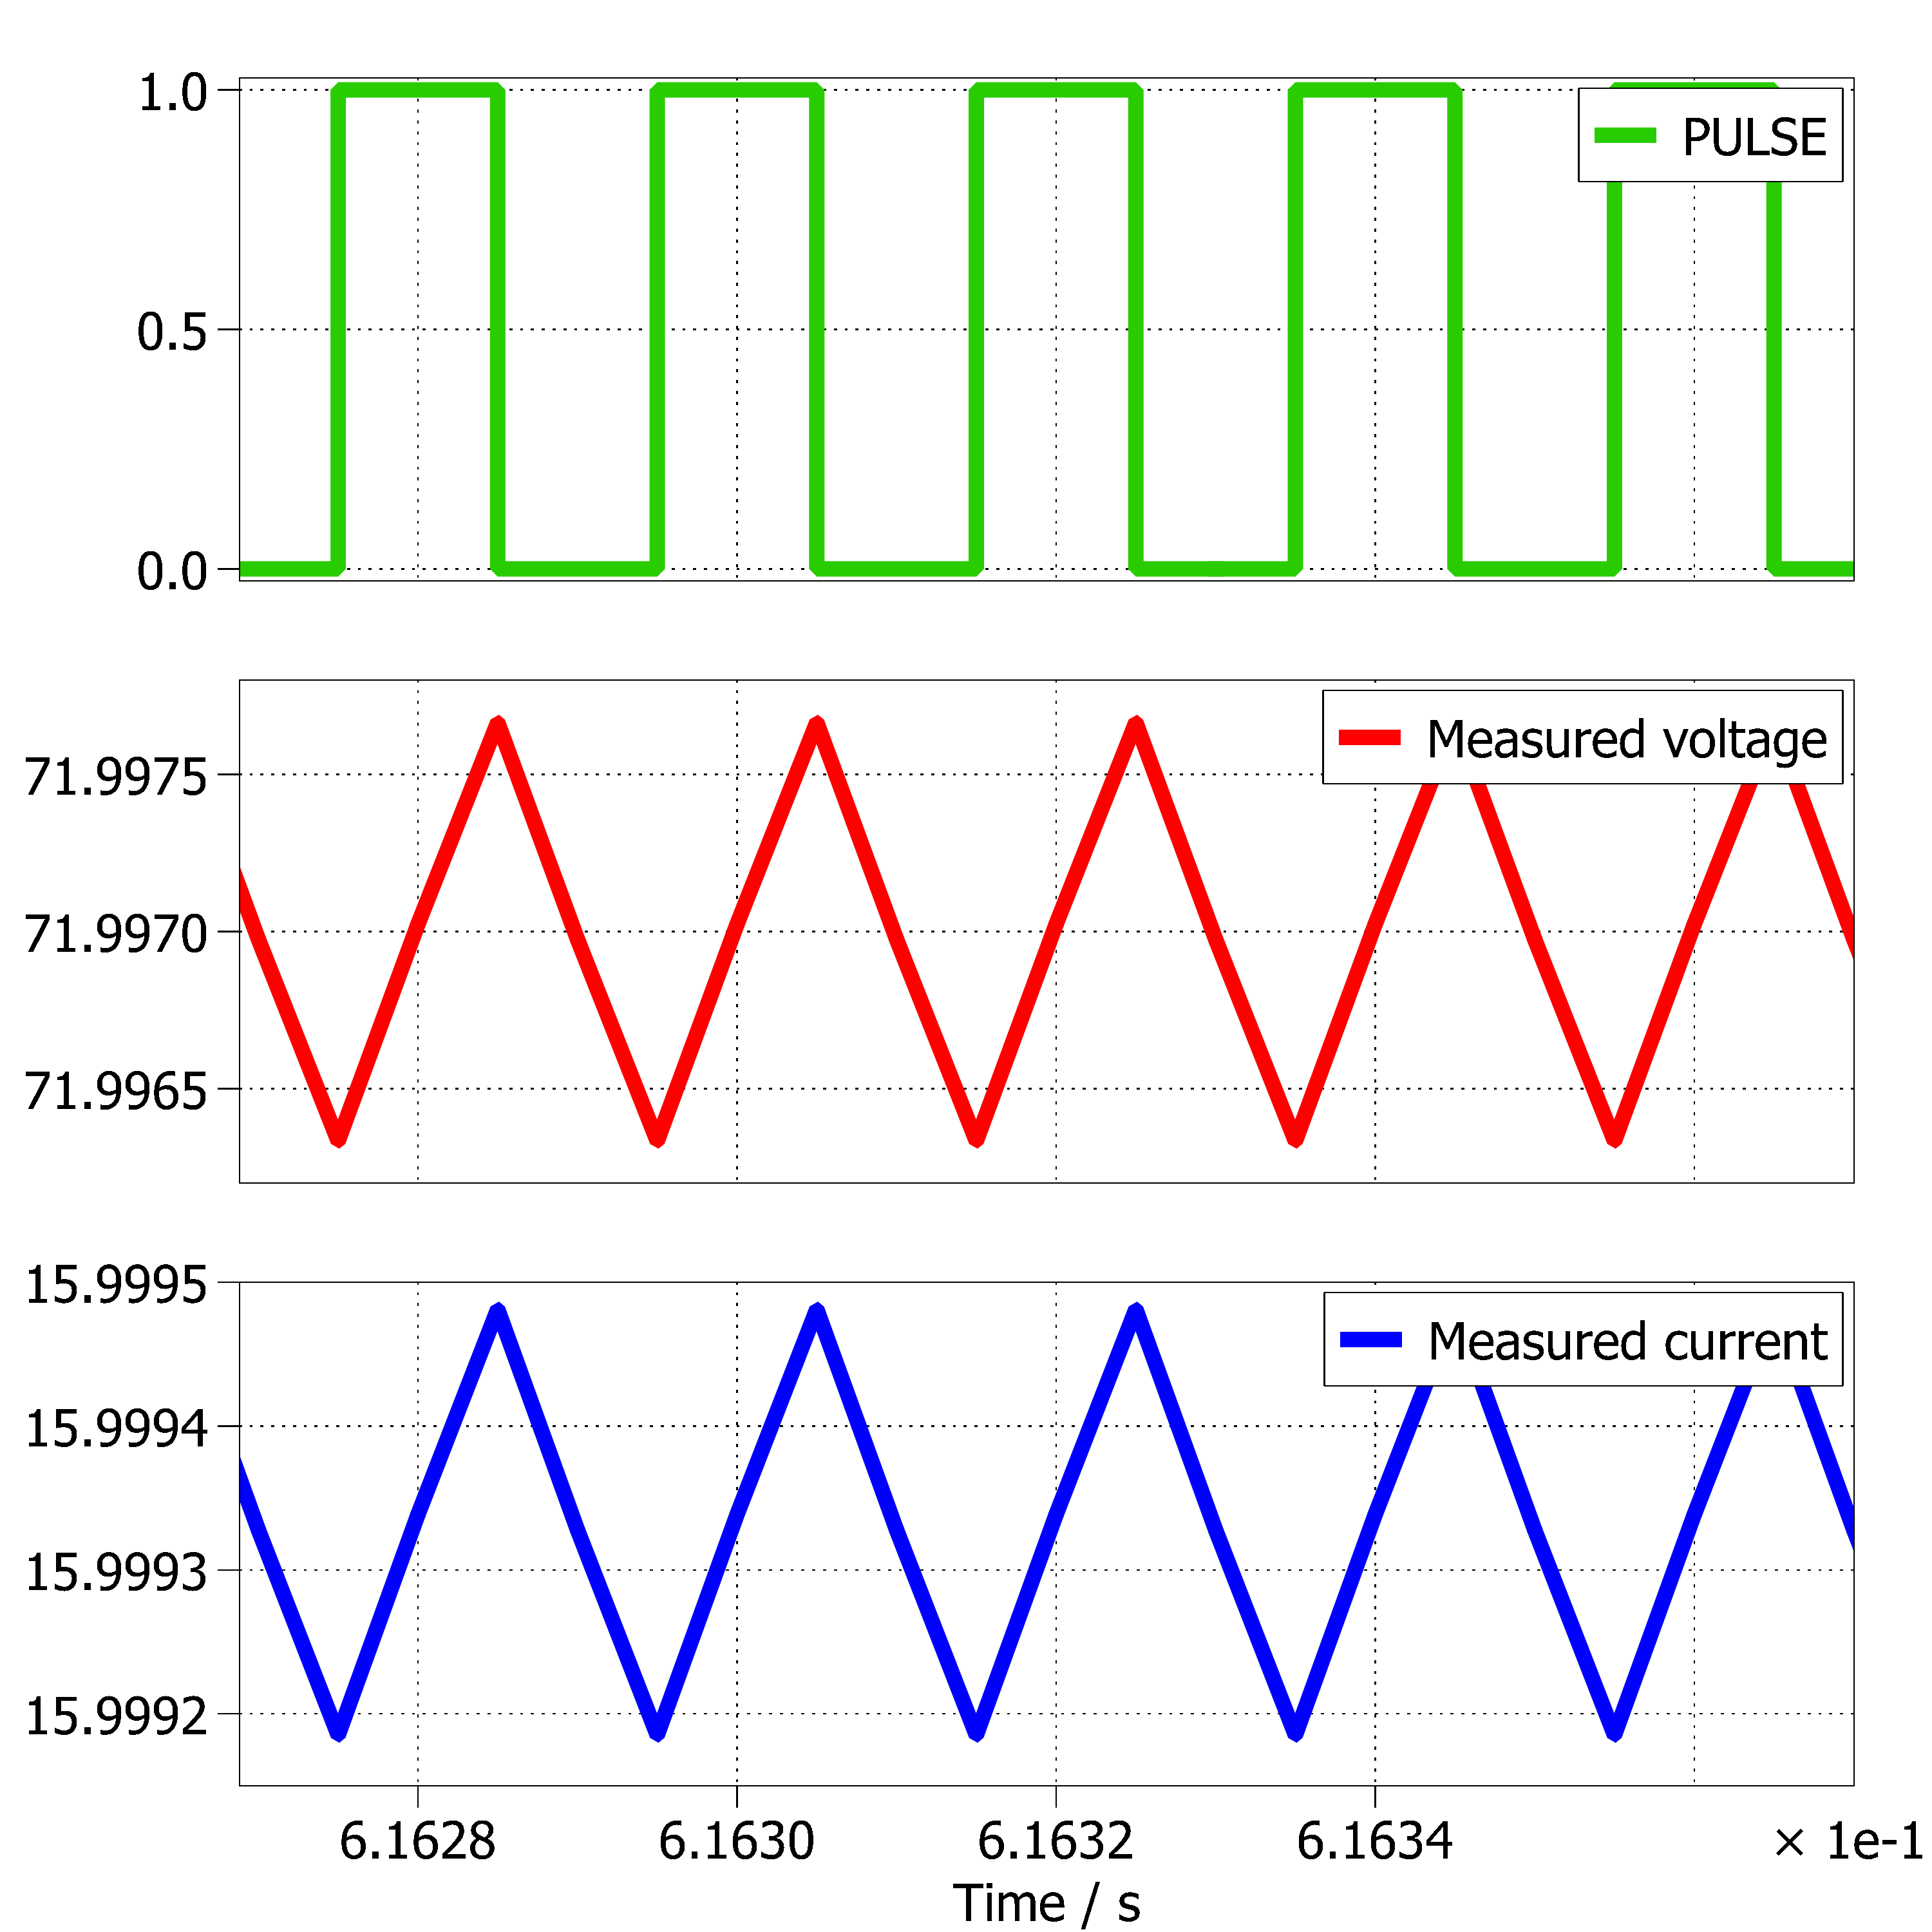 1.0
PULSE
0.5
0.0
Measured voltage
71.9975
71.9970
71.9965
15.9995
Measured current
15.9994
15.9993
15.9992
6.1628 6.1630 6.1632 6.1634 × 1e-1
Time / s